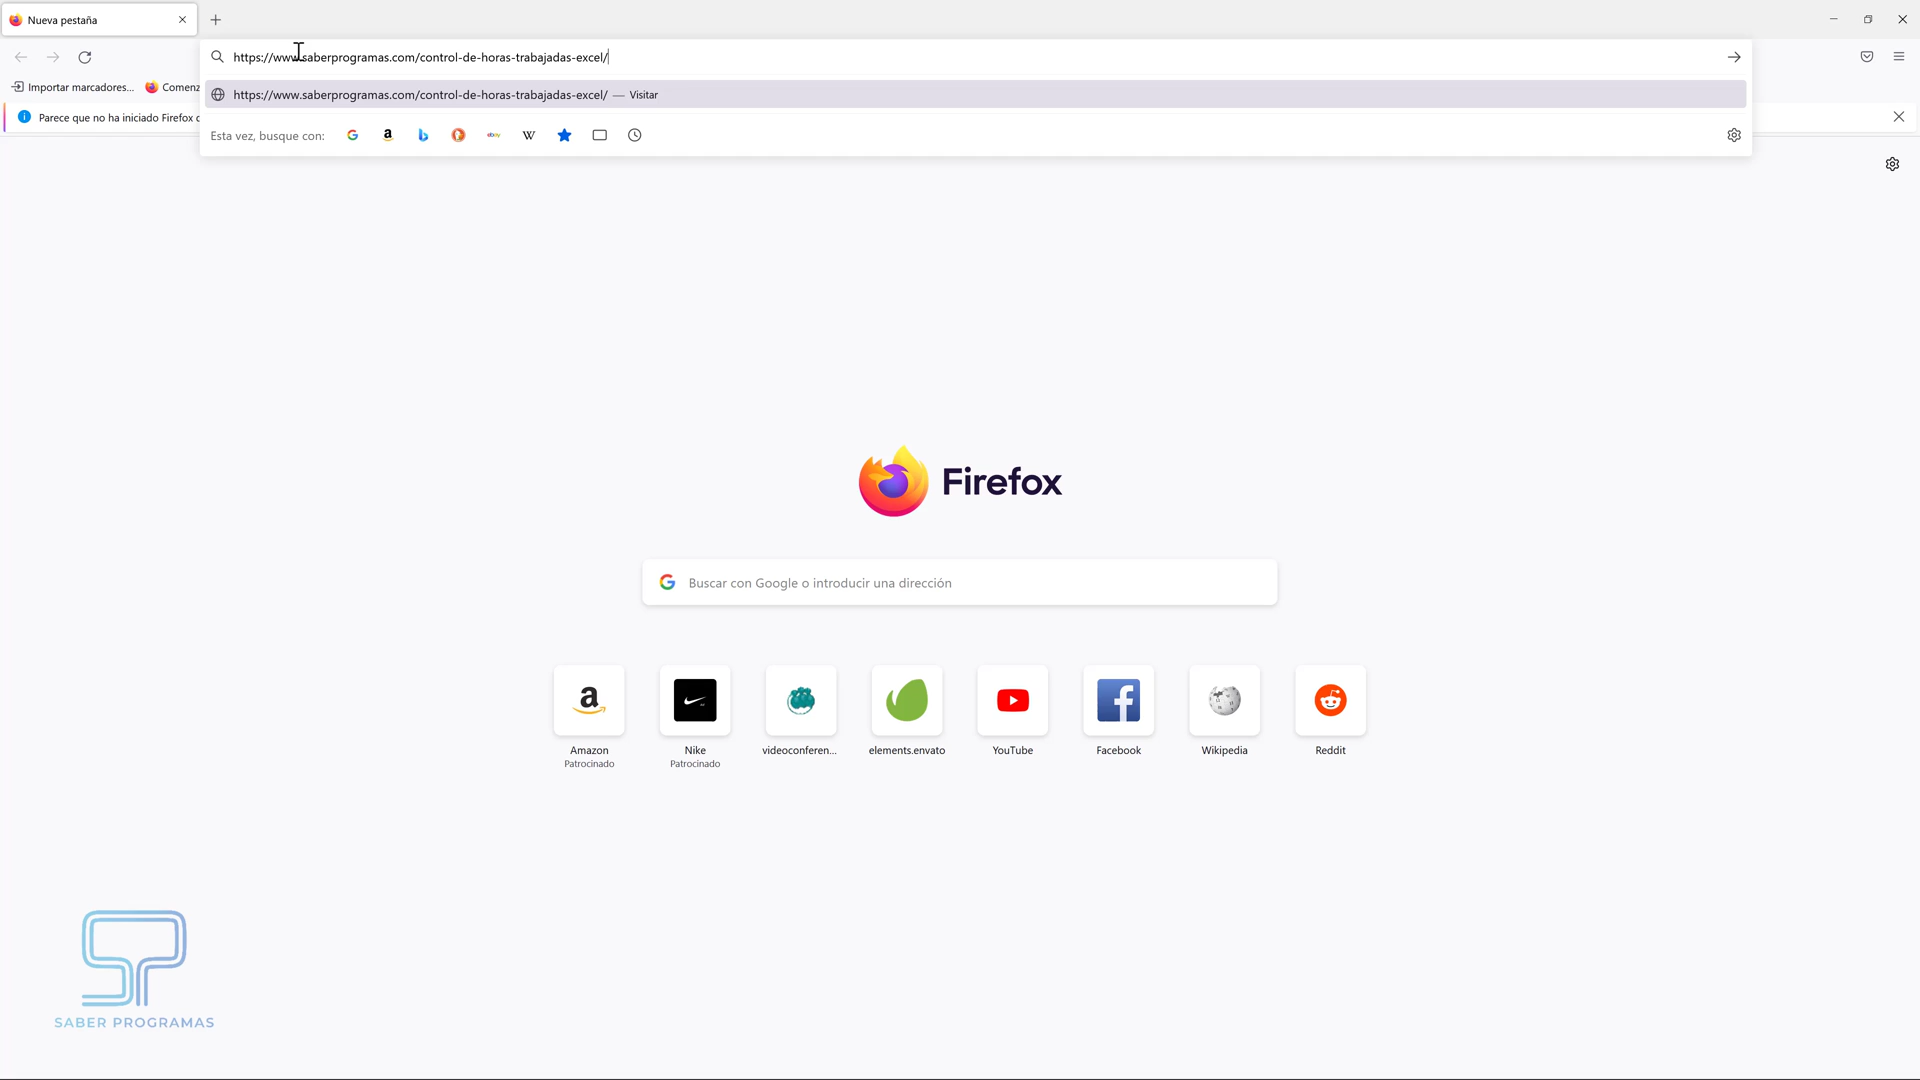 Nueva pestaña
https://www.saberprogramas.com/control-de-horas-trabajadas-excel/
Importar marcadores... Comenz
https://www.saberprogramas.com/control-de-horas-trabajadas-excel/ — Visitar
Parece que no ha iniciado Firefox d
Esta vez, busque con:
Firefox
Buscar con Google o introducir una dirección
Amazon Nike videoconferen... elements.envato YouTube Facebook Wikipedia Reddit
Patrocinado Patrocinado
SABER PROGRAMAS